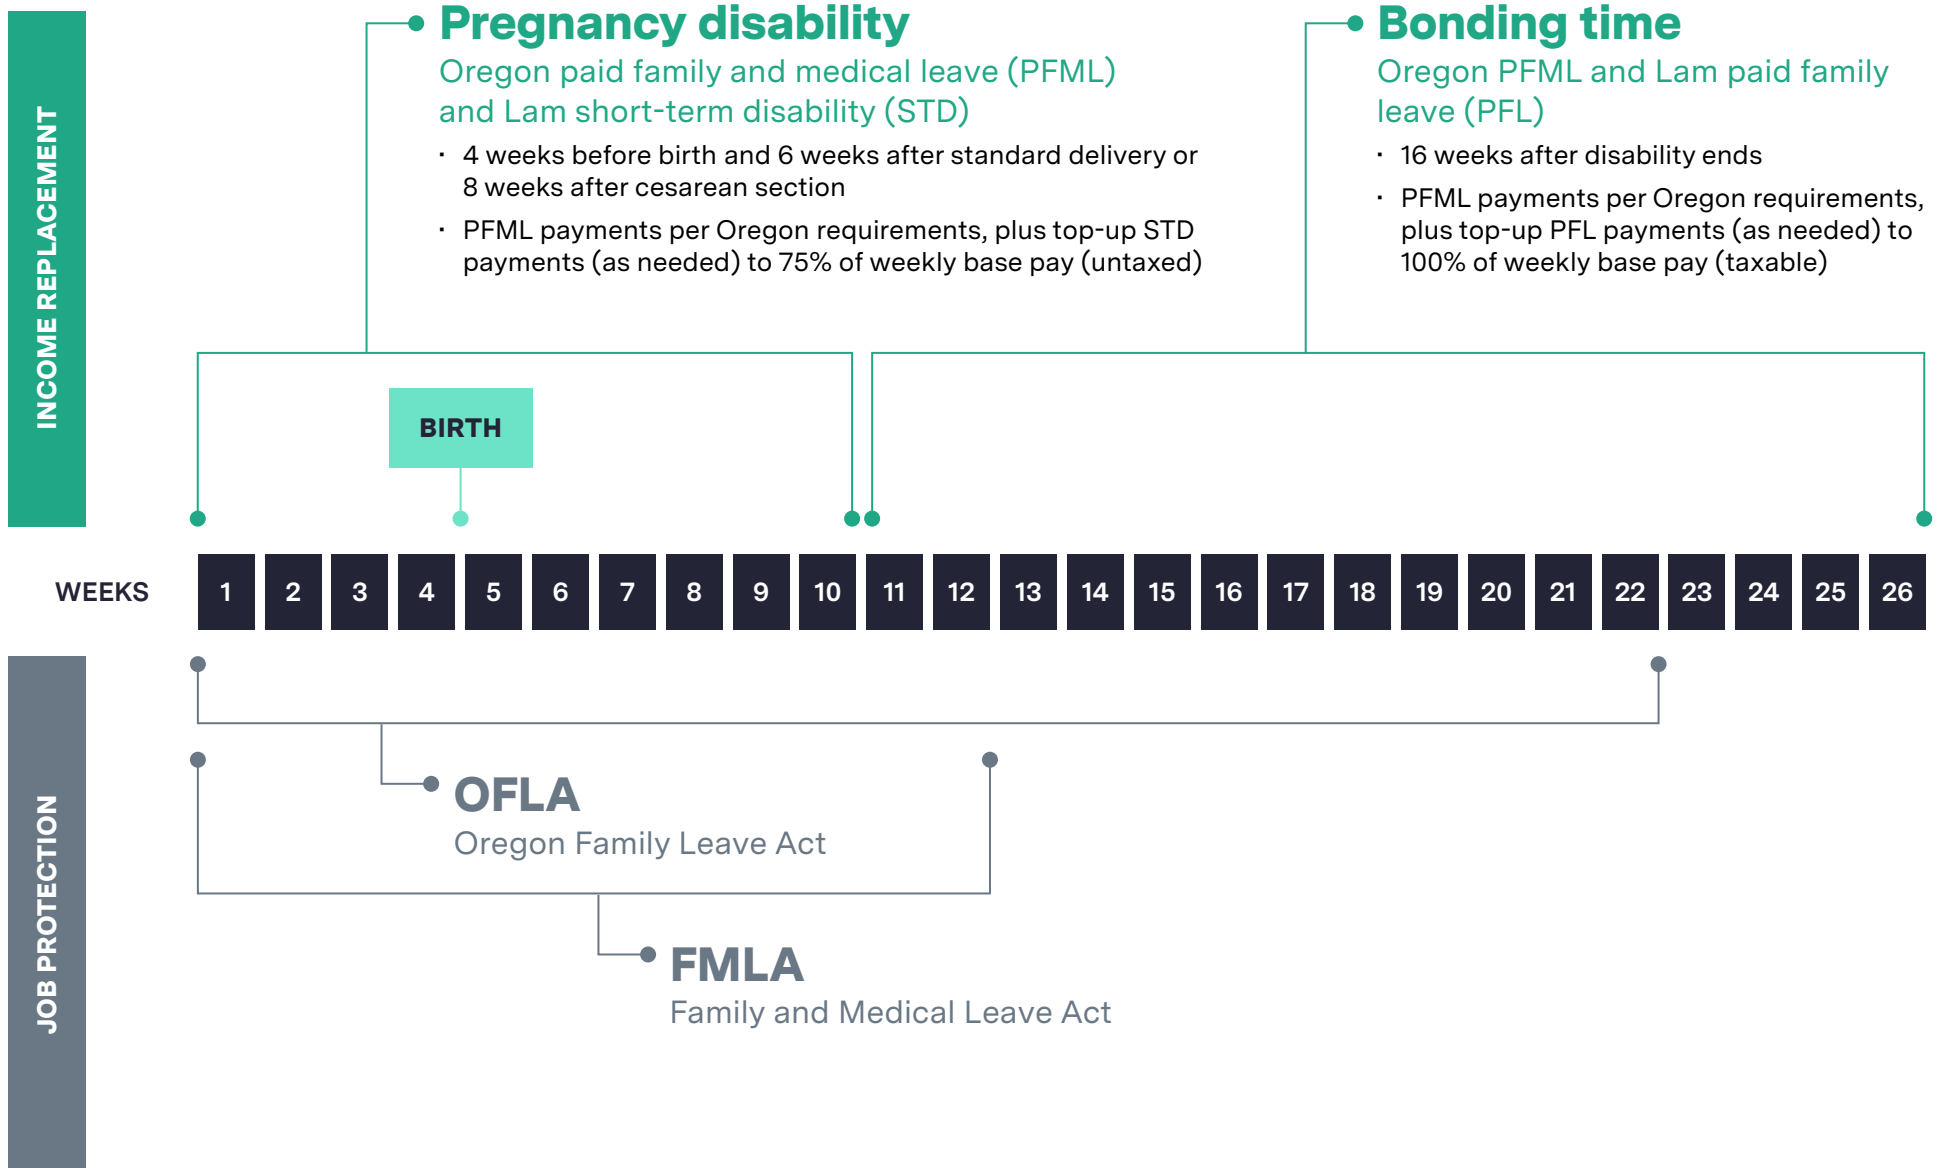 INCOME REPLACEMENT
Pregnancy disability
Oregon paid family and medical leave (PFML)
and Lam short-term disability (STD)
· 4 weeks before birth and 6 weeks after standard delivery or
8 weeks after cesarean section
· PFML payments per Oregon requirements, plus top-up STD
payments (as needed) to 75% of weekly base pay (untaxed)
Bonding time
Oregon PFML and Lam paid family
leave (PFL)
· 16 weeks after disability ends
· PFML payments per Oregon requirements,
plus top-up PFL payments (as needed) to
100% of weekly base pay (taxable)
BIRTH
WEEKS 1 2 3 4 5 6 7 8 9 10 11 12 13 14 15 16 17 18 19 20 21 22 23 24 25 26
JOB PROTECTION
OFLA
Oregon Family Leave Act
FMLA
Family and Medical Leave Act